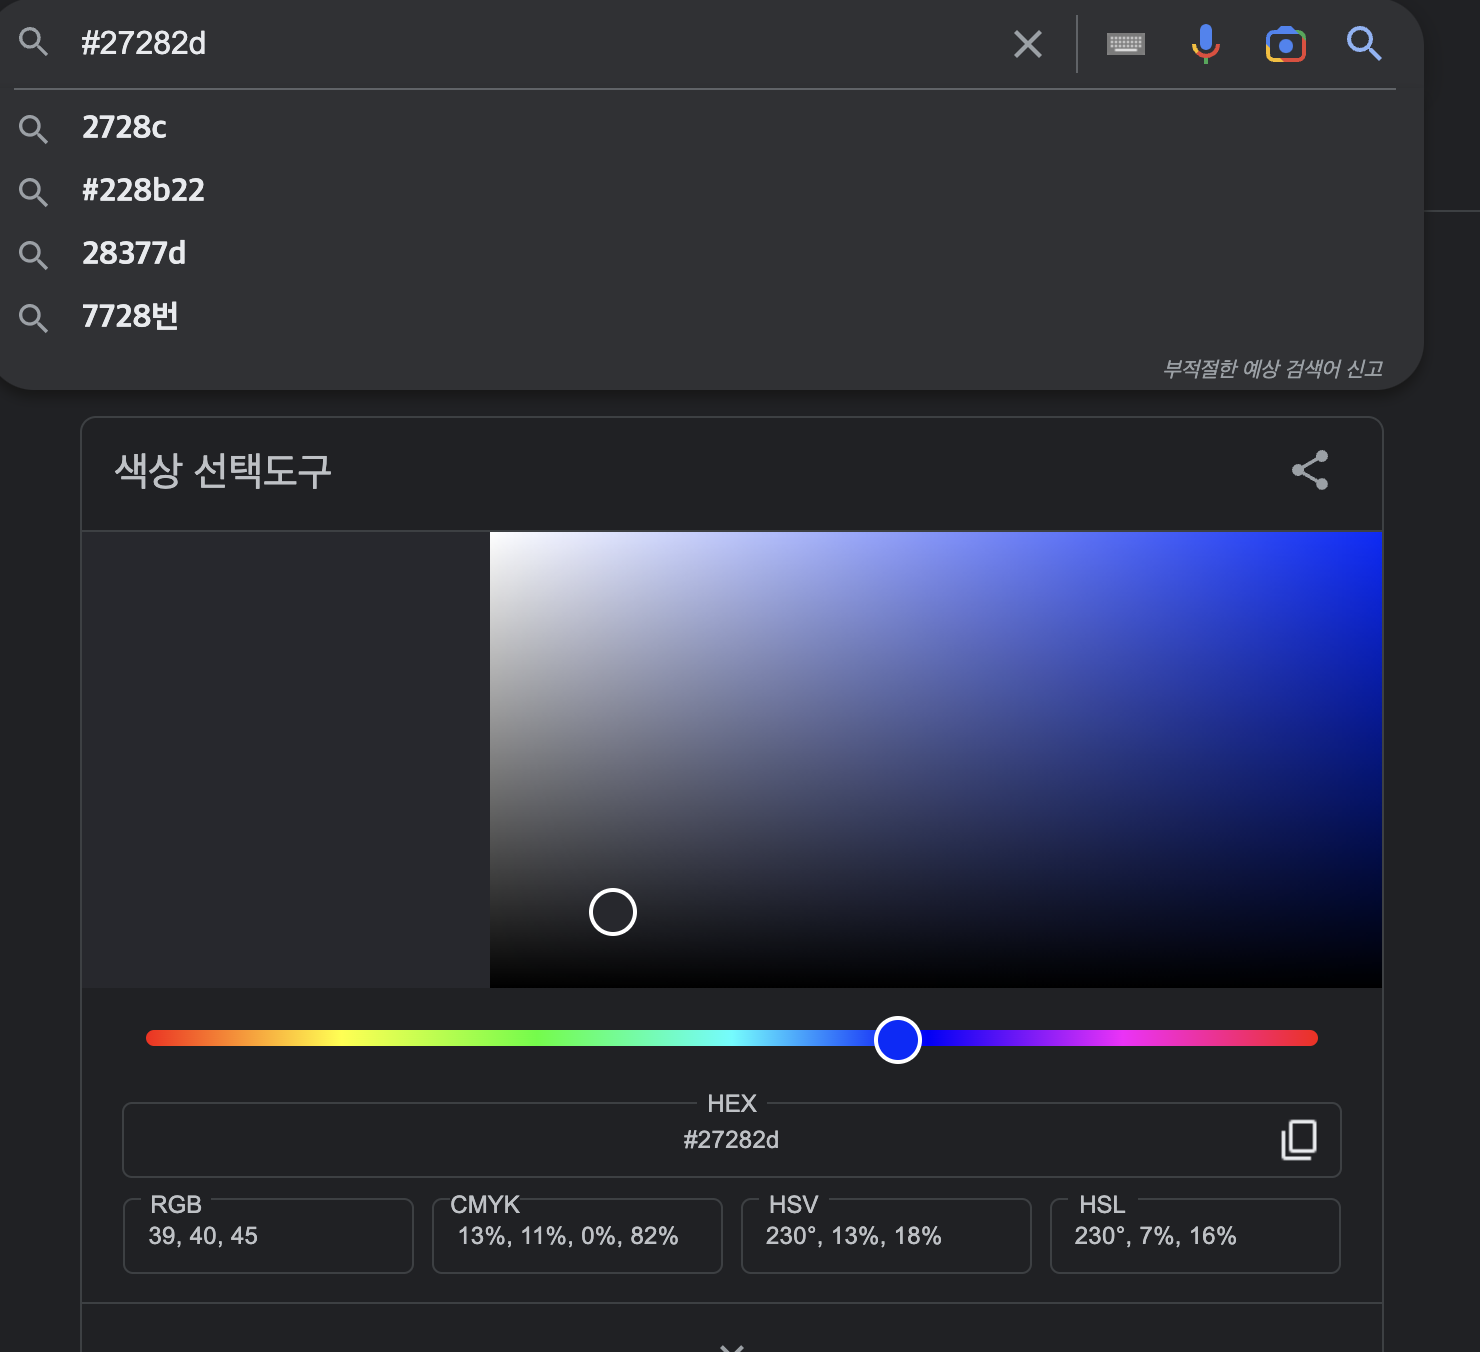 #27282d
2728c
#228b22
28377d
7728번
부적절한 예상 검색어 신고
색상 선택도구
HEX
#27282d
RGB
39, 40, 45
CMYK
13%, 11%, 0%, 82%
HSV
230°, 13%, 18%
HSL
230°, 7%, 16%